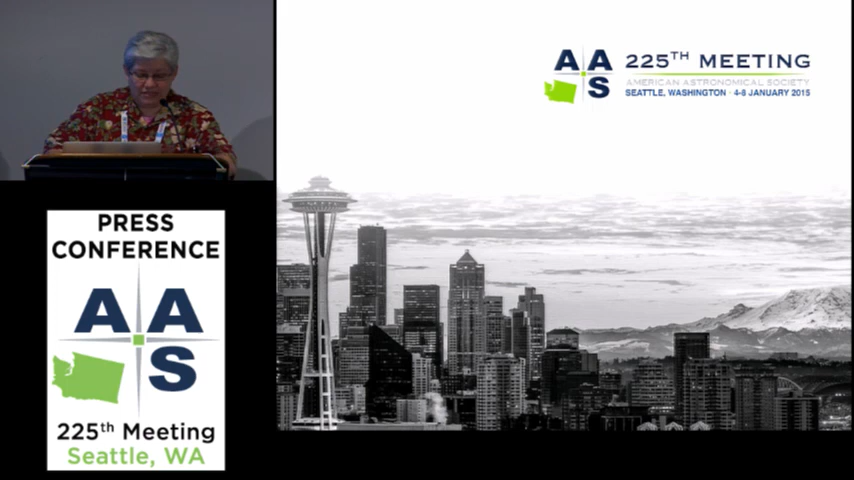 AAS
225TH MEETING
AMERICAN ASTRONOMICAL SOCIETY
SEATTLE, WASHINGTON · 4-8 JANUARY 2015
PRESS
CONFERENCE
AAS
225th Meeting
Seattle, WA